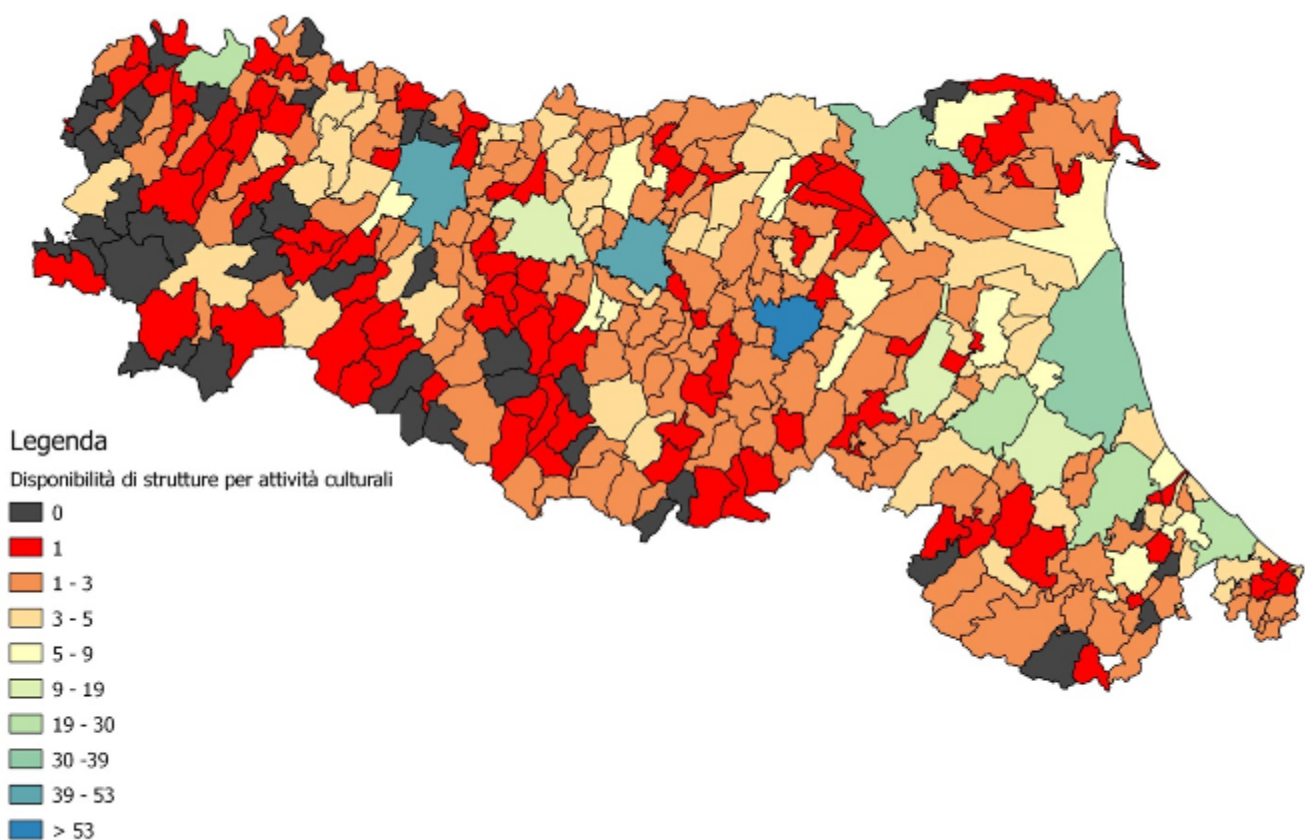 Legenda
Disponibilità di strutture per attività culturali
0
1
1 - 3
3 - 5
5 - 9
9 - 19
19 - 30
30 -39
39 - 53
> 53